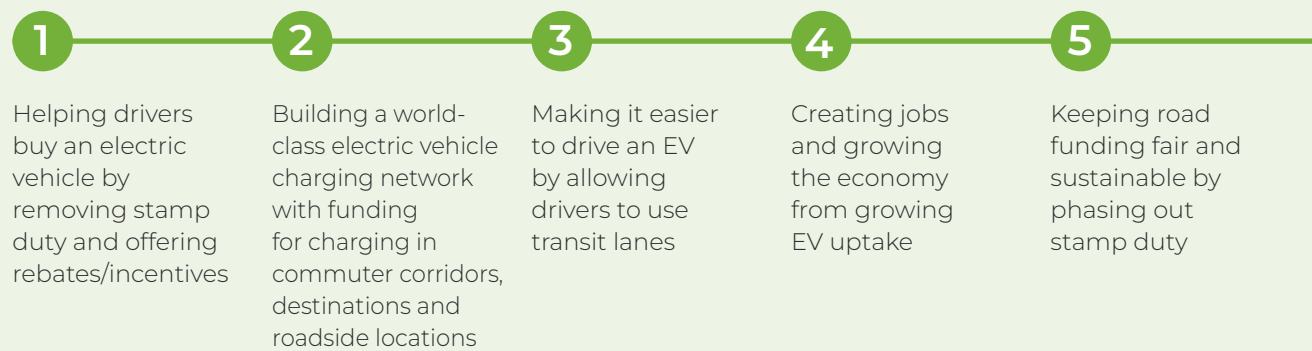 1
Helping drivers
buy an electric
vehicle by
removing stamp
duty and offering
rebates/incentives
2
Building a world-
class electric vehicle
charging network
with funding
for charging in
commuter corridors,
destinations and
roadside locations
3
Making it easier
to drive an EV
by allowing
drivers to use
transit lanes
4
Creating jobs
and growing
the economy
from growing
EV uptake
5
Keeping road
funding fair and
sustainable by
phasing out
stamp duty